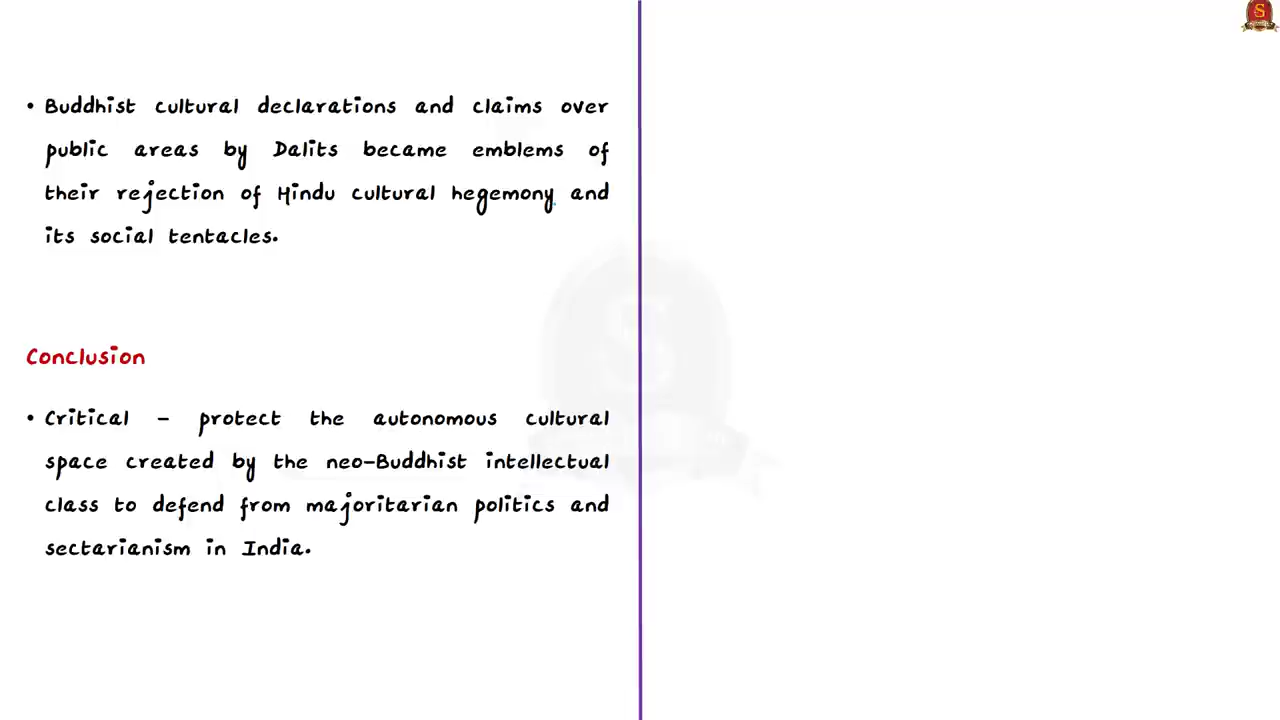 • Buddhist cultural declarations and claims over
public areas by Dalits became emblems of
their rejection of Hindu cultural hegemony and
its social tentacles.
Conclusion
• Critical – protect the autonomous cultural
space created by the neo-Buddhist intellectual
class to defend from majoritarian politics and
sectarianism in India.